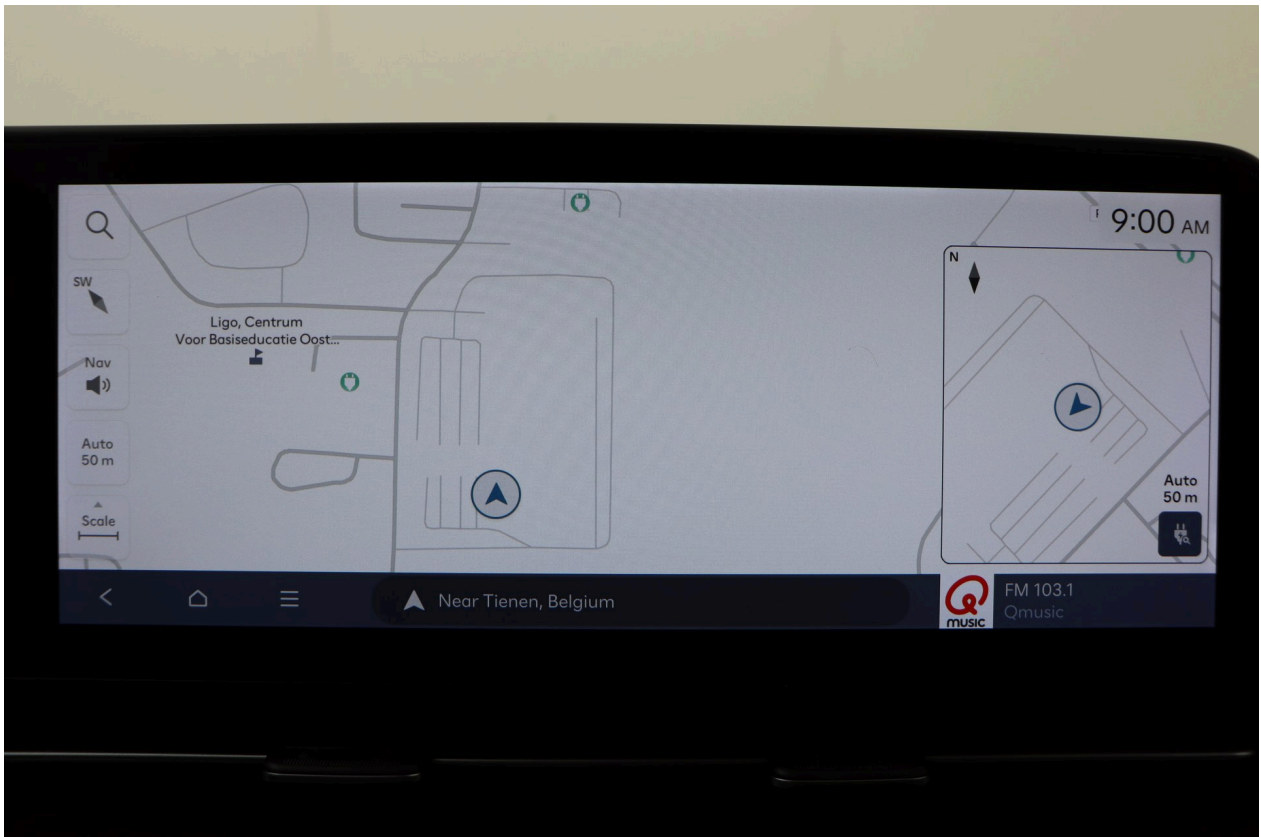 9:00 AM
SW
N
Ligo, Centrum
Voor Basiseducatie Oost...
Nav
Auto
50 m
Auto
50 m
Scale
Near Tienen, Belgium
MUSIC
FM 103.1
Qmusic